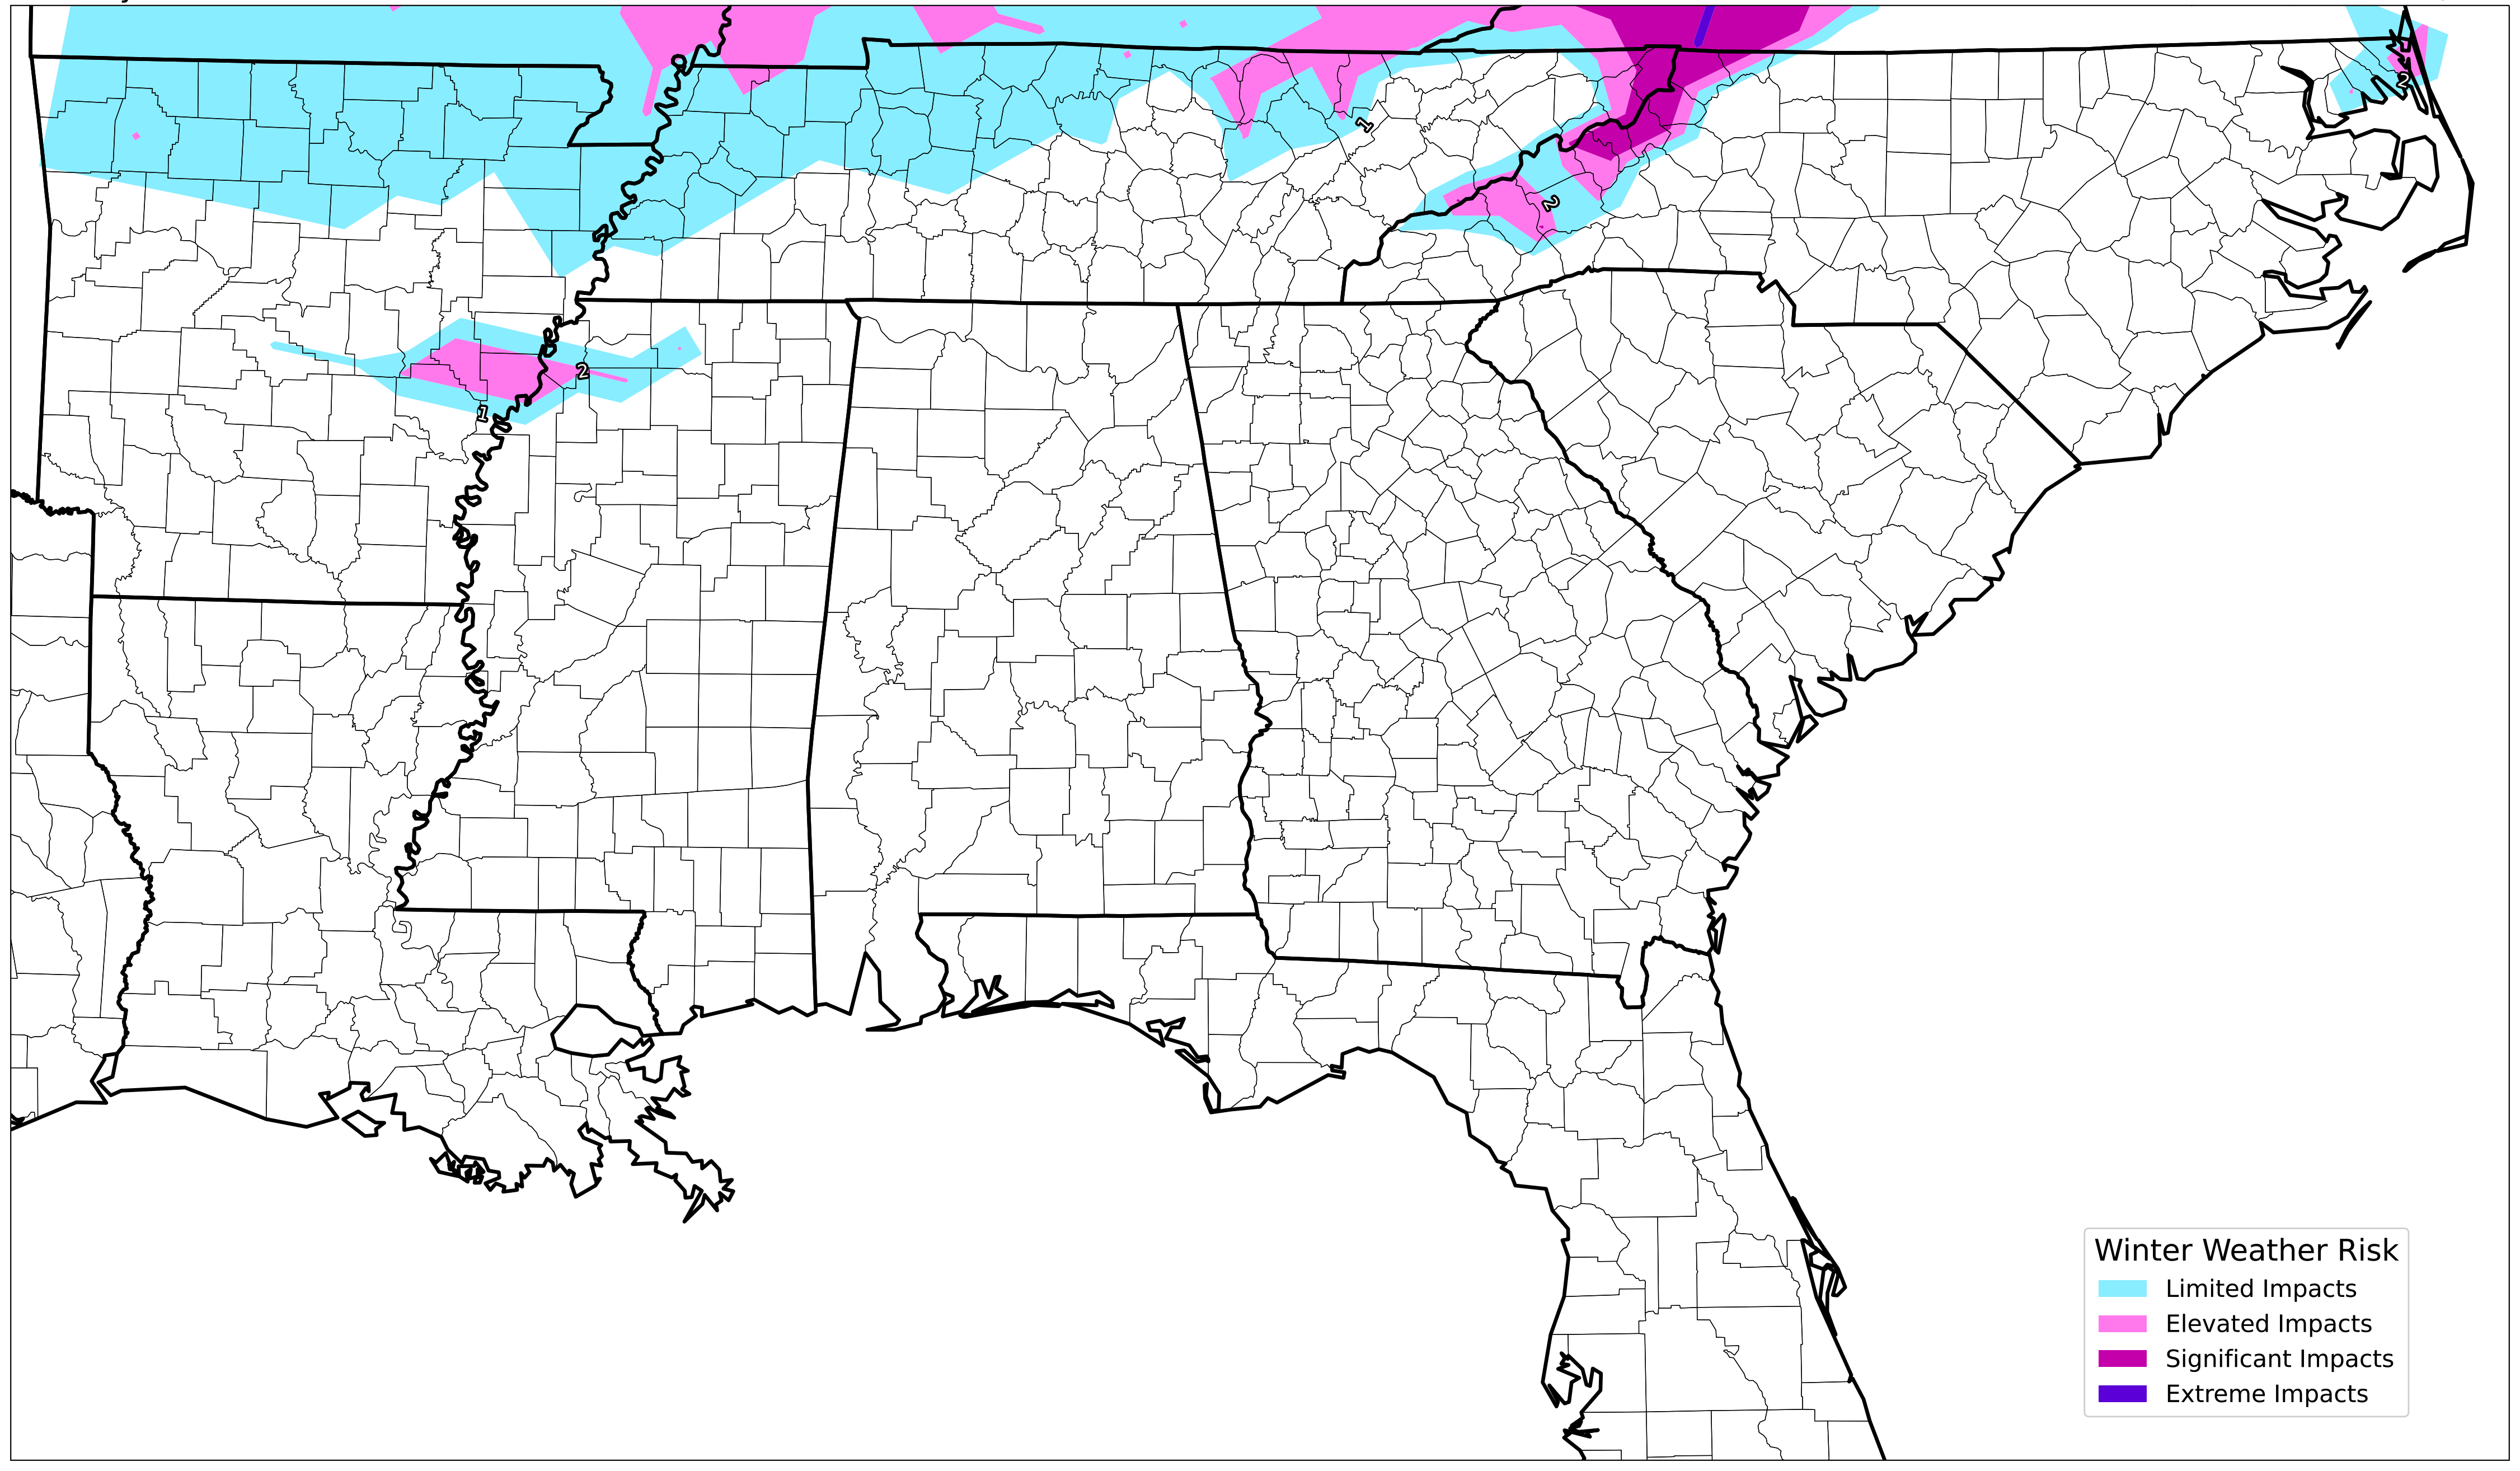 2
1
2
2
1
Winter Weather Risk
Limited Impacts
Elevated Impacts
Significant Impacts
Extreme Impacts